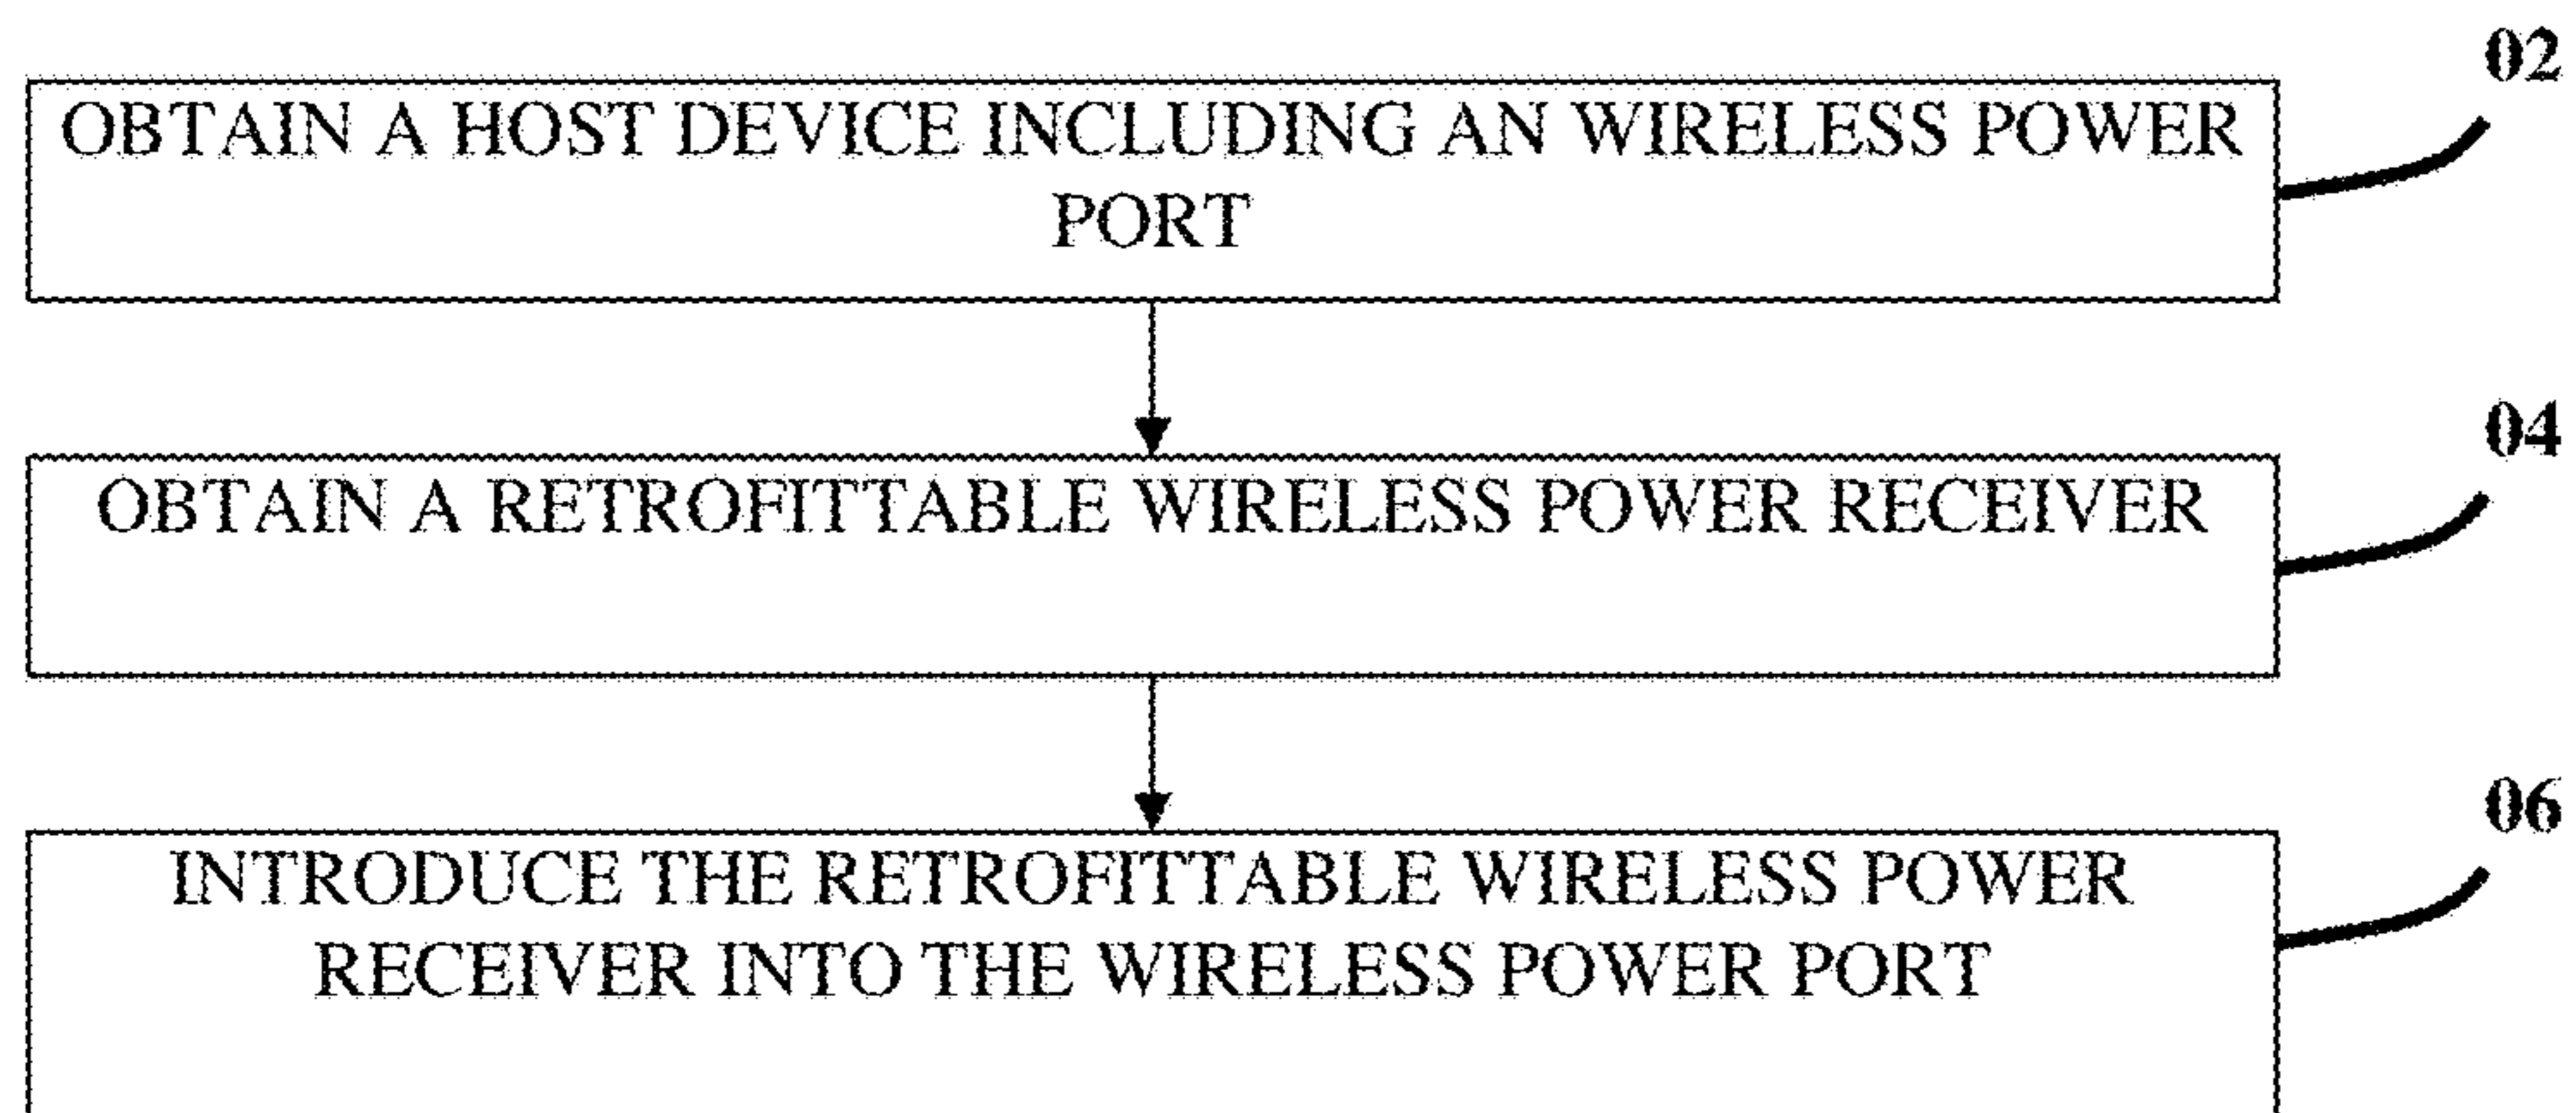 02
OBTAIN A HOST DEVICE INCLUDING AN WIRELESS POWER
PORT
04
OBTAIN A RETROFITTABLE WIRELESS POWER RECEIVER
06
INTRODUCE THE RETROFITTABLE WIRELESS POWER
RECEIVER INTO THE WIRELESS POWER PORT